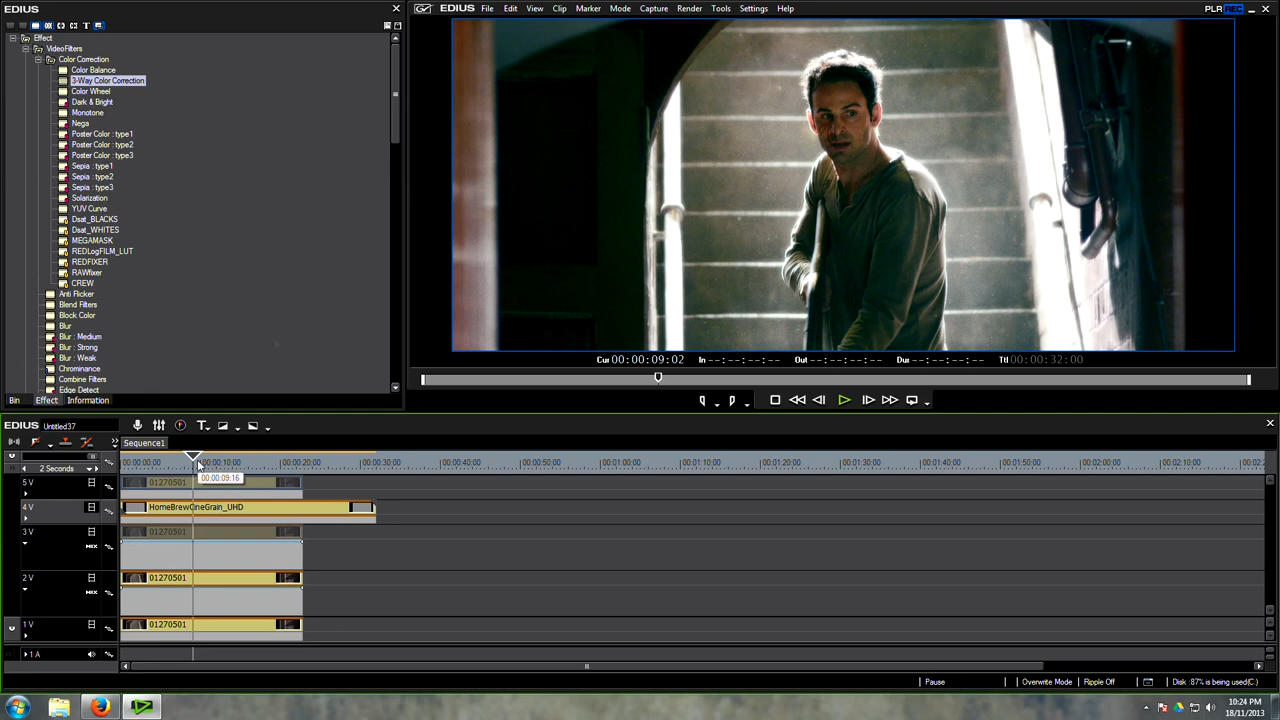 EDIUS
Effect
VideoFilters
Color Correction
Color Balance
3-Way Color Correction
Color Wheel
Dark & Bright
Monotone
Nega
Poster Color : type1
Poster Color : type2
Poster Color : type3
Sepia : type1
Sepia : type2
Sepia : type3
Solarization
YUV Curve
Dsat_BLACKS
Dsat_WHITES
MEGAMASK
REDLogFILM_LUT
REDFIXER
RAWfixer
CREW
Anti Flicker
Blend Filters
Block Color
Blur
Blur : Medium
Blur : Strong
Blur : Weak
Chrominance
Combine Filters
Edge Detect
Bin Effect Information
EDIUS File Edit View Clip Marker Mode Capture Render Tools Settings Help PLR REC
Cur 00:00:09:02 In --:--:--:-- Out --:--:--:-- Dur --:--:--:-- Ttl 00:00:32:00
EDIUS Untitled37
Sequence1
2 Seconds 00:00:00:00 00:00:10:00 00:00:20:00 00:00:30:00 00:00:40:00 00:00:50:00 00:01:00:00 00:01:10:00 00:01:20:00 00:01:30:00 00:01:40:00 00:01:50:00 00:02:00:00 00:02:10:00 00:02:2
00:00:09:16
5 V 01270501
4 V HomeBrewCineGrain_UHD
3 V 01270501
MIX
2 V 01270501
MIX
1 V 01270501
1 A
Pause Overwrite Mode Ripple Off Disk :87% is being used(C:)
10:24 PM
18/11/2013